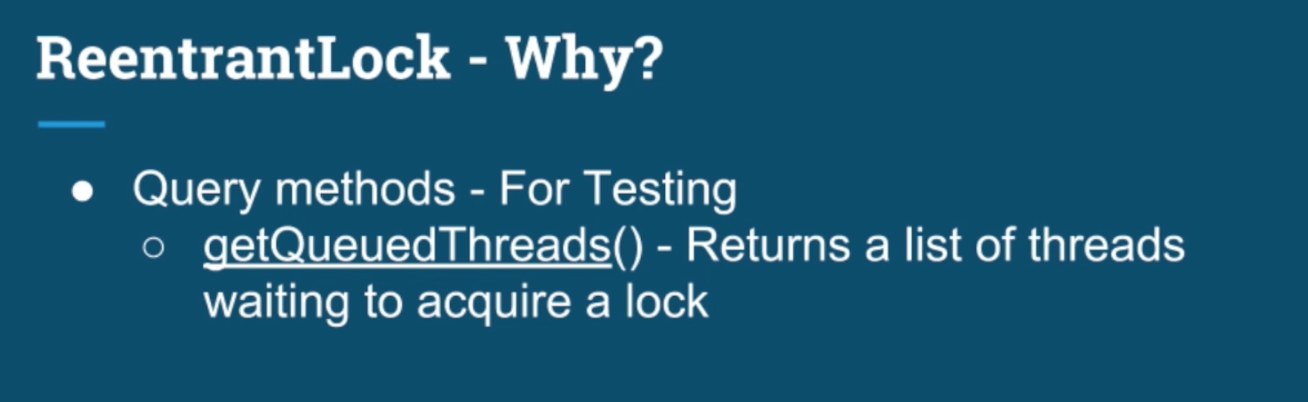 ReentrantLock - Why?
● Query methods - For Testing
○ getQueuedThreads() - Returns a list of threads
waiting to acquire a lock